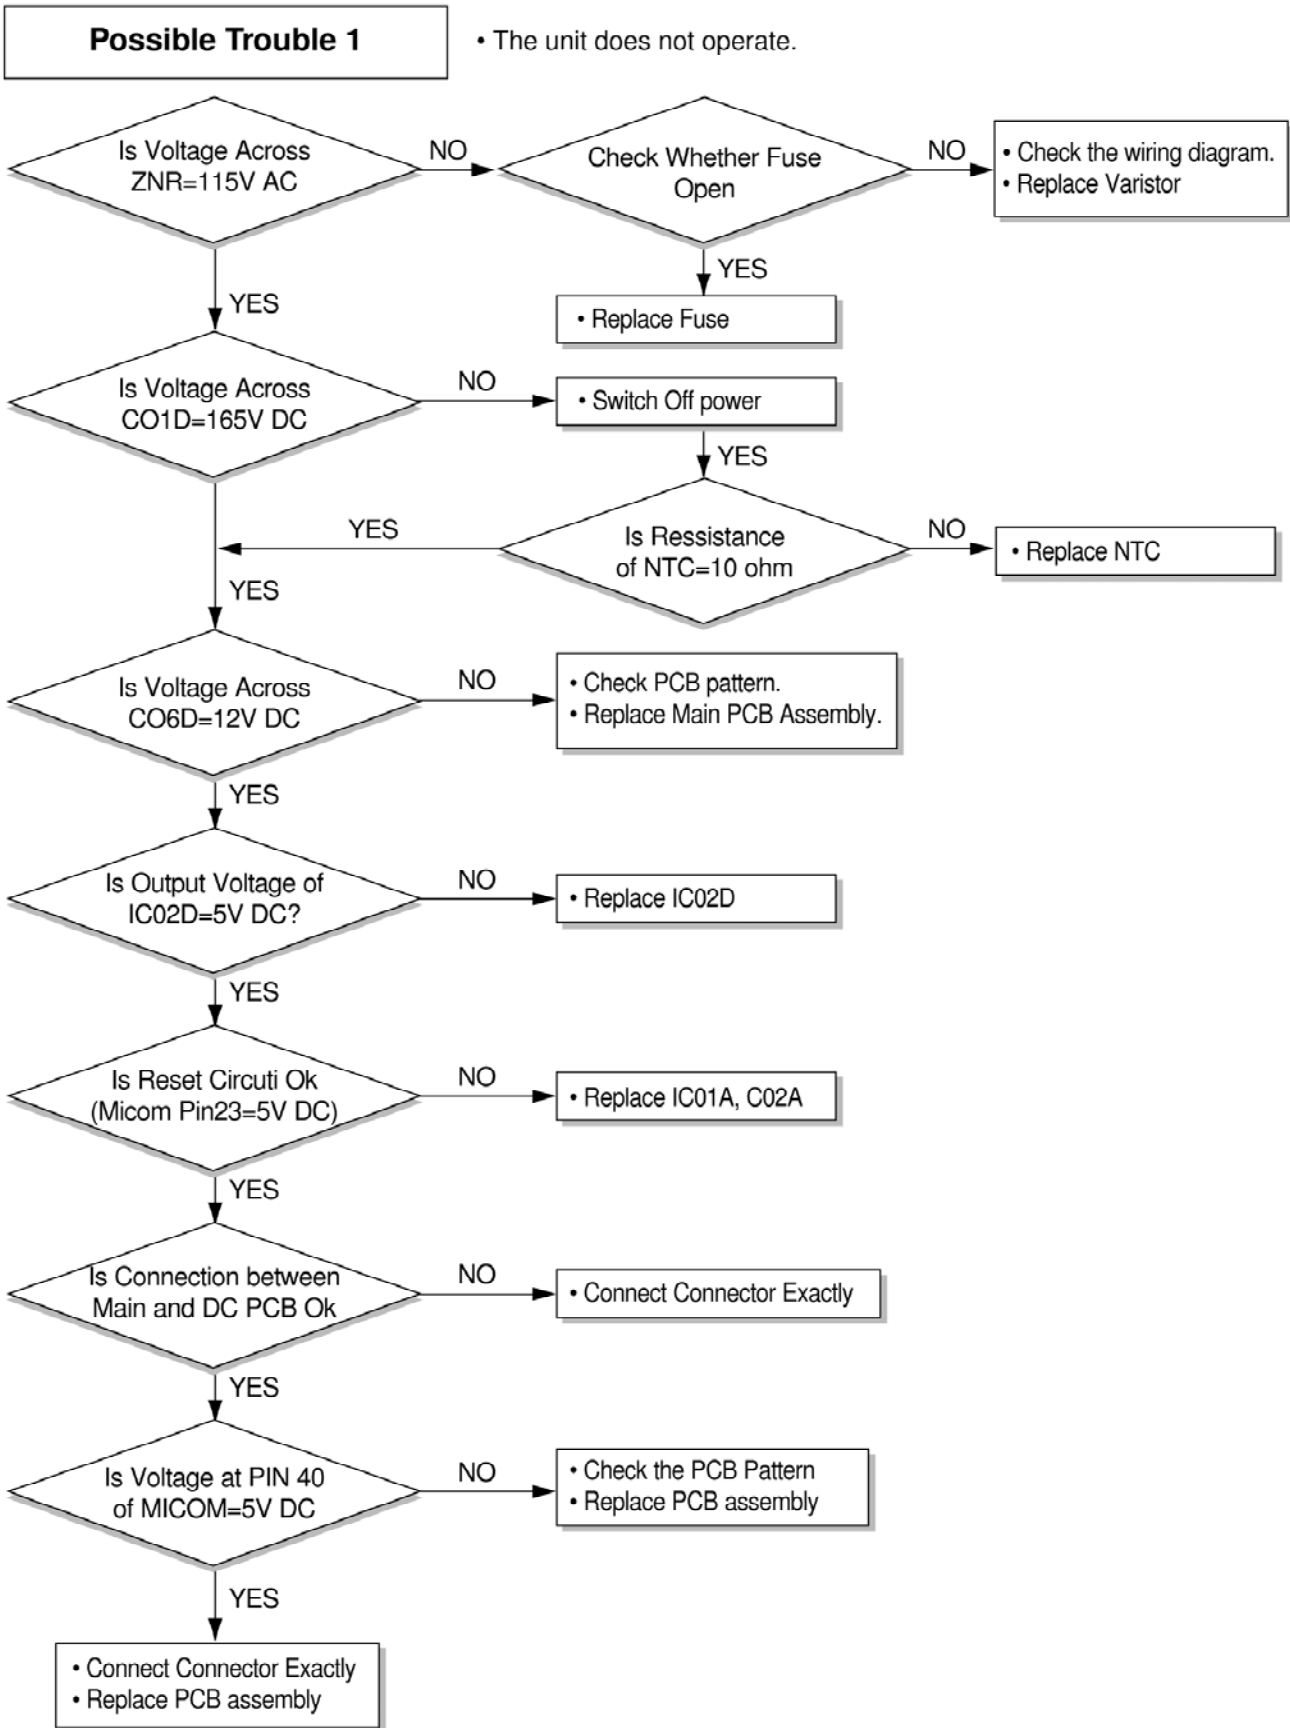 Possible Trouble 1
• The unit does not operate.
Is Voltage Across
ZNR=115V AC
NO
Check Whether Fuse
Open
NO
• Check the wiring diagram.
• Replace Varistor
YES
• Replace Fuse
YES
Is Voltage Across
CO1D=165V DC
NO
• Switch Off power
YES
Is Ressistance
of NTC=10 ohm
NO
• Replace NTC
YES
YES
Is Voltage Across
CO6D=12V DC
NO
• Check PCB pattern.
• Replace Main PCB Assembly.
YES
Is Output Voltage of
IC02D=5V DC?
NO
• Replace IC02D
YES
Is Reset Circuti Ok
(Micom Pin23=5V DC)
NO
• Replace IC01A, C02A
YES
Is Connection between
Main and DC PCB Ok
NO
• Connect Connector Exactly
YES
Is Voltage at PIN 40
of MICOM=5V DC
NO
• Check the PCB Pattern
• Replace PCB assembly
YES
• Connect Connector Exactly
• Replace PCB assembly